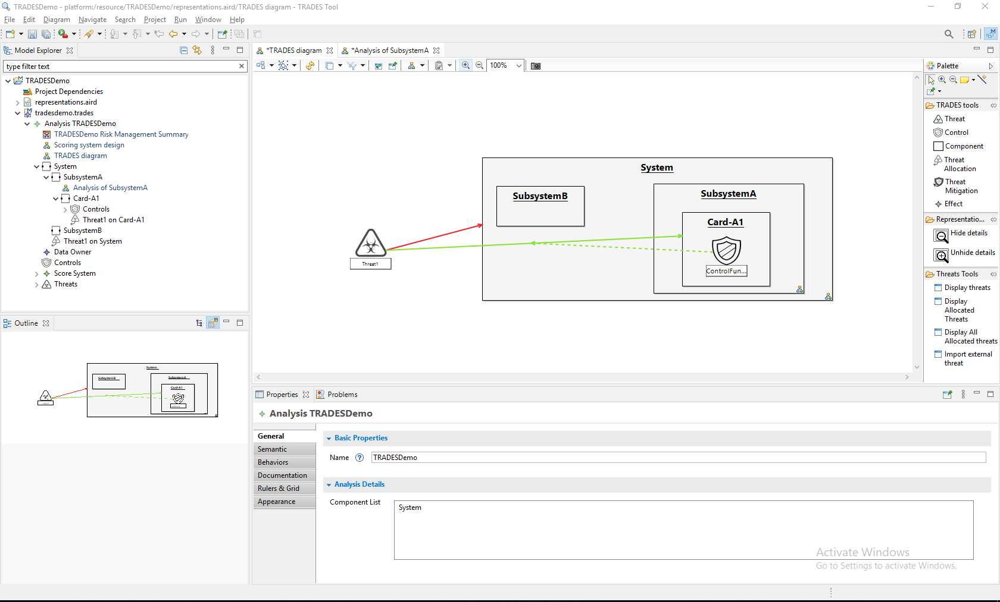 TRADESDemo - platform:/resource/TRADESDemo/representations.aird/TRADES diagram - TRADES Tool
File Edit Diagram Navigate Search Project Run Window Help
Model Explorer
type filter text
TRADESDemo
Project Dependencies
representations.aird
tradesdemo.trades
Analysis TRADESDemo
TRADESDemo Risk Management Summary
Scoring system design
TRADES diagram
System
SubsystemA
Analysis of SubsystemA
Card-A1
Controls
Threat1 on Card-A1
SubsystemB
Threat1 on System
Data Owner
Controls
Score System
Threats
Outline
System
SubsystemB
SubsystemA
Card-A1
*TRADES diagram
*Analysis of SubsystemA
100%
System
SubsystemB
SubsystemA
Card-A1
ControlFun...
Threat1
Palette
TRADES tools
Threat
Control
Component
Threat
Allocation
Threat
Mitigation
Effect
Representatio...
Hide details
Unhide details
Threats Tools
Display threats
Display
Allocated
Threats
Display All
Allocated threats
Import external
threat
Properties
Problems
Analysis TRADESDemo
General
Semantic
Behaviors
Documentation
Rulers & Grid
Appearance
Basic Properties
Name ? TRADESDemo
Analysis Details
Component List
System
Activate Windows
Go to Settings to activate Windows.